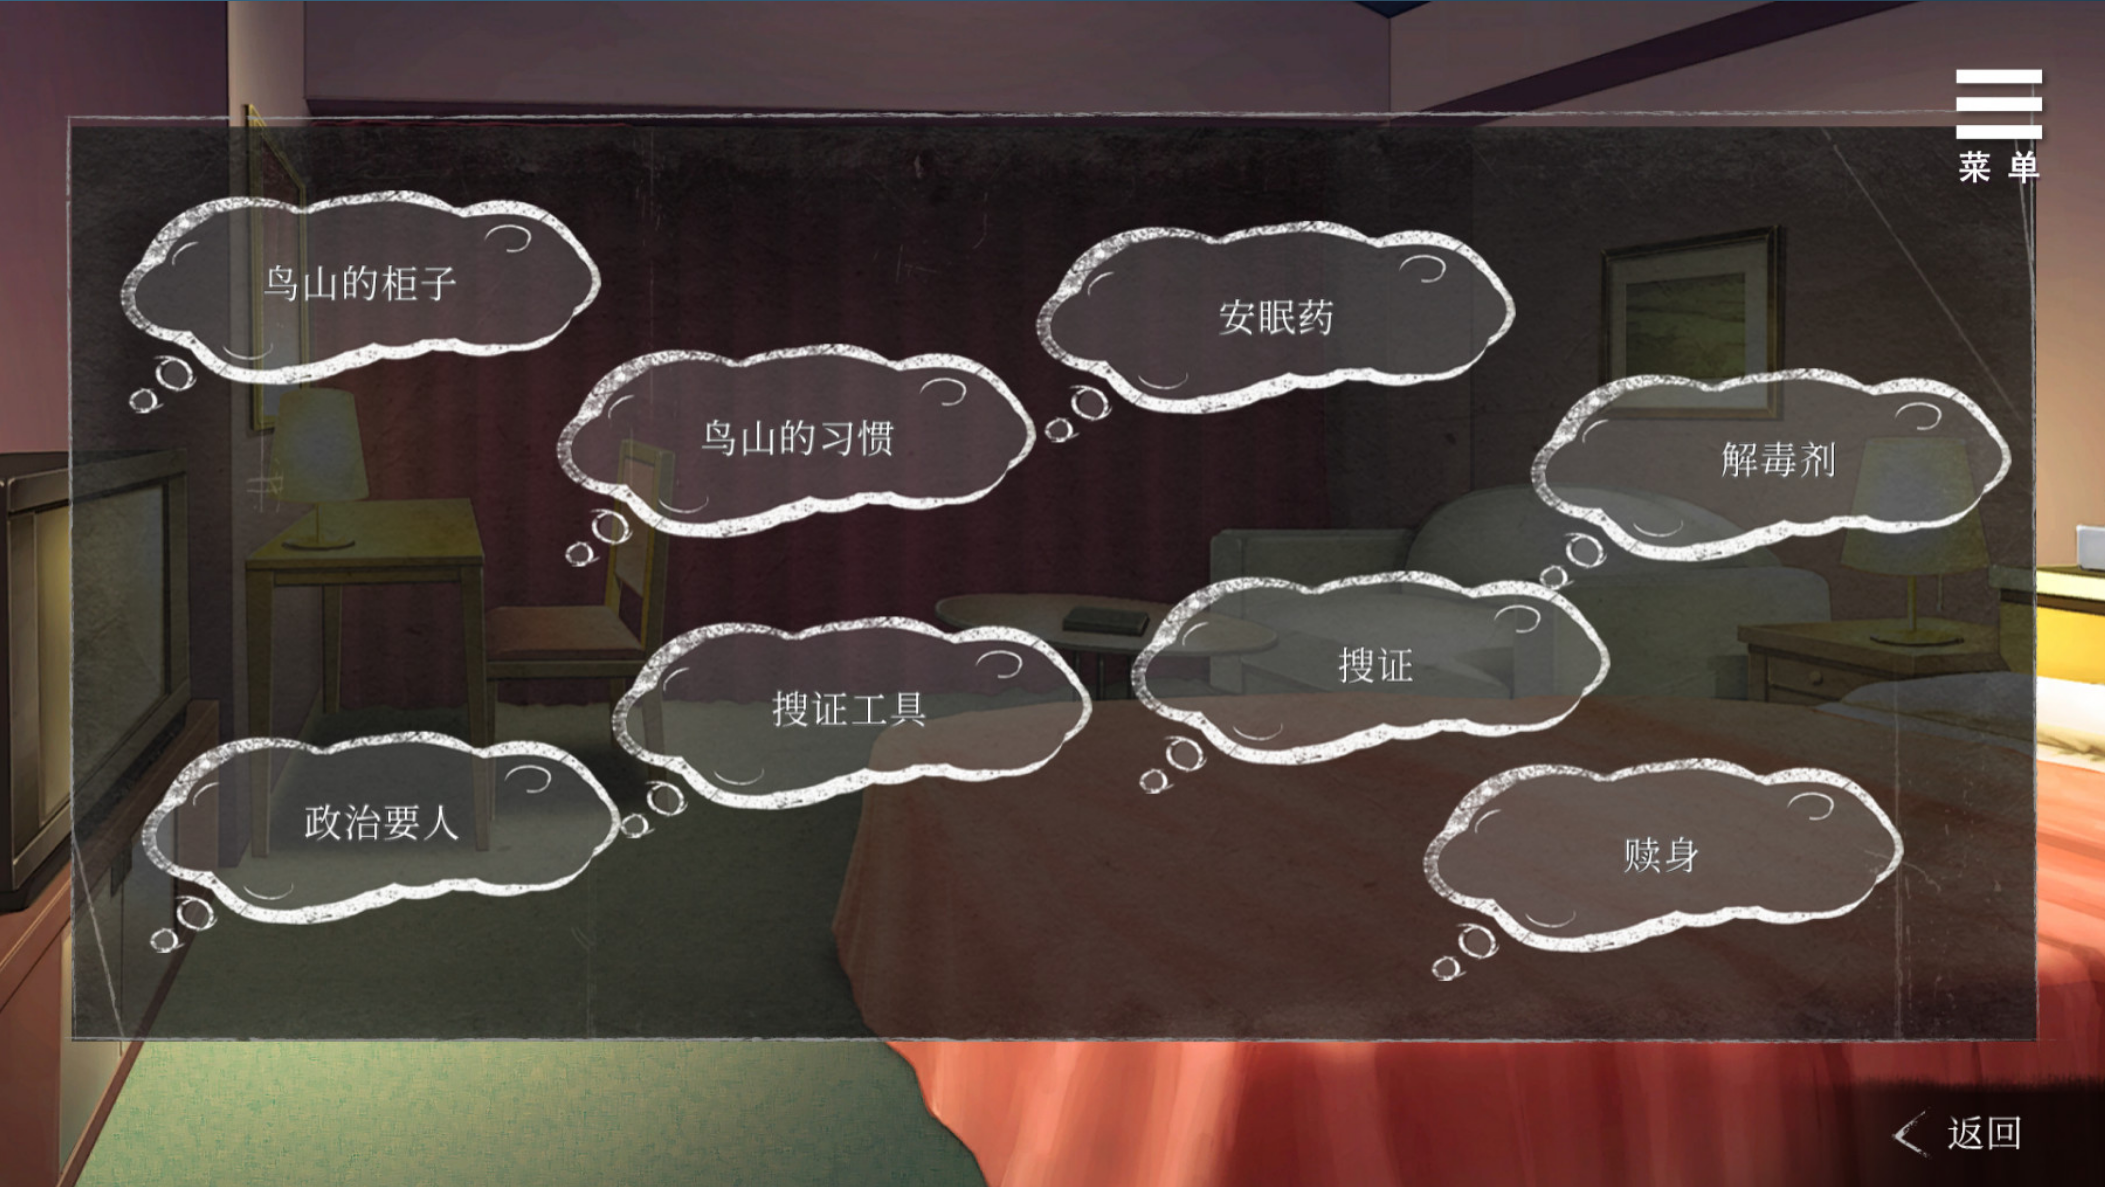 菜单
鸟山的柜子
安眠药
鸟山的习惯
解毒剂
搜证
搜证工具
政治要人
赎身
返回